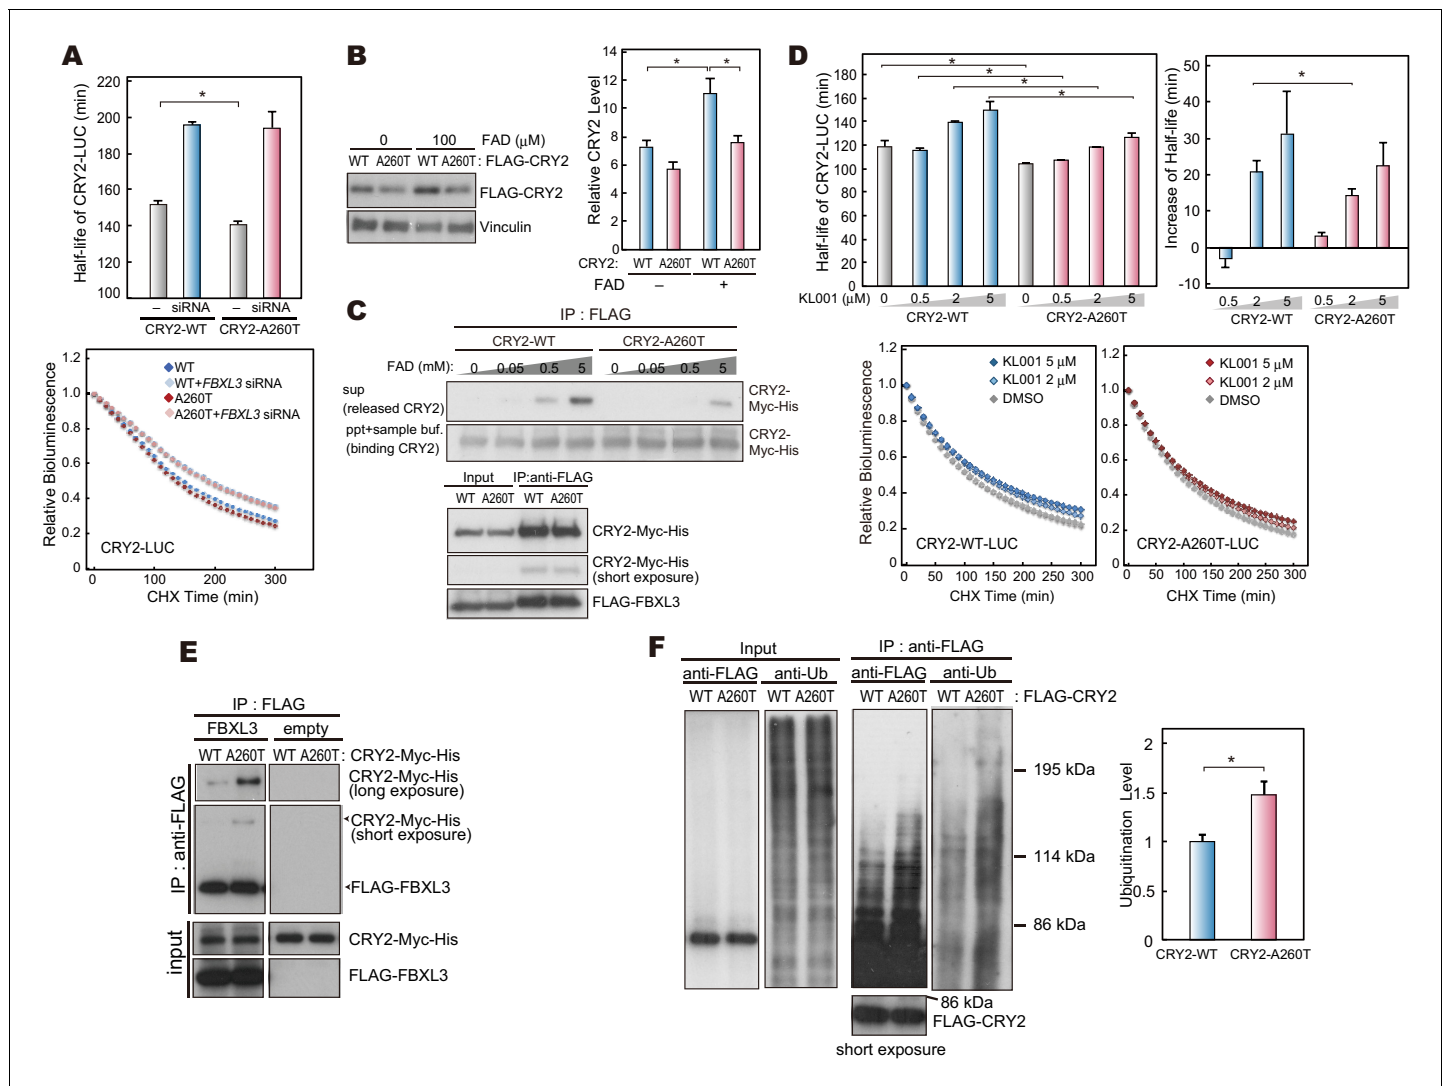 A
Half-life of CRY2-LUC (min)
220
200
180
160
140
100
*
– siRNA – siRNA
CRY2-WT CRY2-A260T
Relative Bioluminescence
1.2
1.0
0.8
0.6
0.4
0.2
0
WT
WT+FBXL3 siRNA
A260T
A260T+FBXL3 siRNA
CRY2-LUC
0 100 200 300
CHX Time (min)
B
0 100 FAD (μM)
WT A260T WT A260T : FLAG-CRY2
FLAG-CRY2
Vinculin
Relative CRY2 Level
14
12
10
8
6
4
2
0
* *
CRY2: WT A260T WT A260T
FAD – +
C
IP : FLAG
CRY2-WT CRY2-A260T
FAD (mM): 0 0.05 0.5 5 0 0.05 0.5 5
sup
(released CRY2)
CRY2-
Myc-His
ppt+sample buf.
(binding CRY2)
CRY2-
Myc-His
Input IP:anti-FLAG
WT A260T WT A260T
CRY2-Myc-His
CRY2-Myc-His
(short exposure)
FLAG-FBXL3
D
Half-life of CRY2-LUC (min)
180
160
140
120
100
80
60
40
20
0
*
*
*
*
KL001 (μM) 0 0.5 2 5 0 0.5 2 5
CRY2-WT CRY2-A260T
Increase of Half-life (min)
50
40
30
20
10
0
-10
*
0.5 2 5 0.5 2 5
CRY2-WT CRY2-A260T
Relative Bioluminescence
1.2
1.0
0.8
0.6
0.4
0.2
0
KL001 5 μM
KL001 2 μM
DMSO
CRY2-WT-LUC
0 50 100 150 200 250 300
CHX Time (min)
1.2
1.0
0.8
0.6
0.4
0.2
0
KL001 5 μM
KL001 2 μM
DMSO
CRY2-A260T-LUC
0 50 100 150 200 250 300
CHX Time (min)
E
IP : FLAG
FBXL3 empty
WT A260T WT A260T : CRY2-Myc-His
IP : anti-FLAG
CRY2-Myc-His
(long exposure)
CRY2-Myc-His
(short exposure)
FLAG-FBXL3
input
CRY2-Myc-His
FLAG-FBXL3
F
Input IP : anti-FLAG
anti-FLAG anti-Ub anti-FLAG anti-Ub
WT A260T WT A260T WT A260T WT A260T : FLAG-CRY2
195 kDa
114 kDa
86 kDa
86 kDa
FLAG-CRY2
short exposure
Ubiquitination Level
2
1.5
1
0.5
0
*
CRY2-WT CRY2-A260T